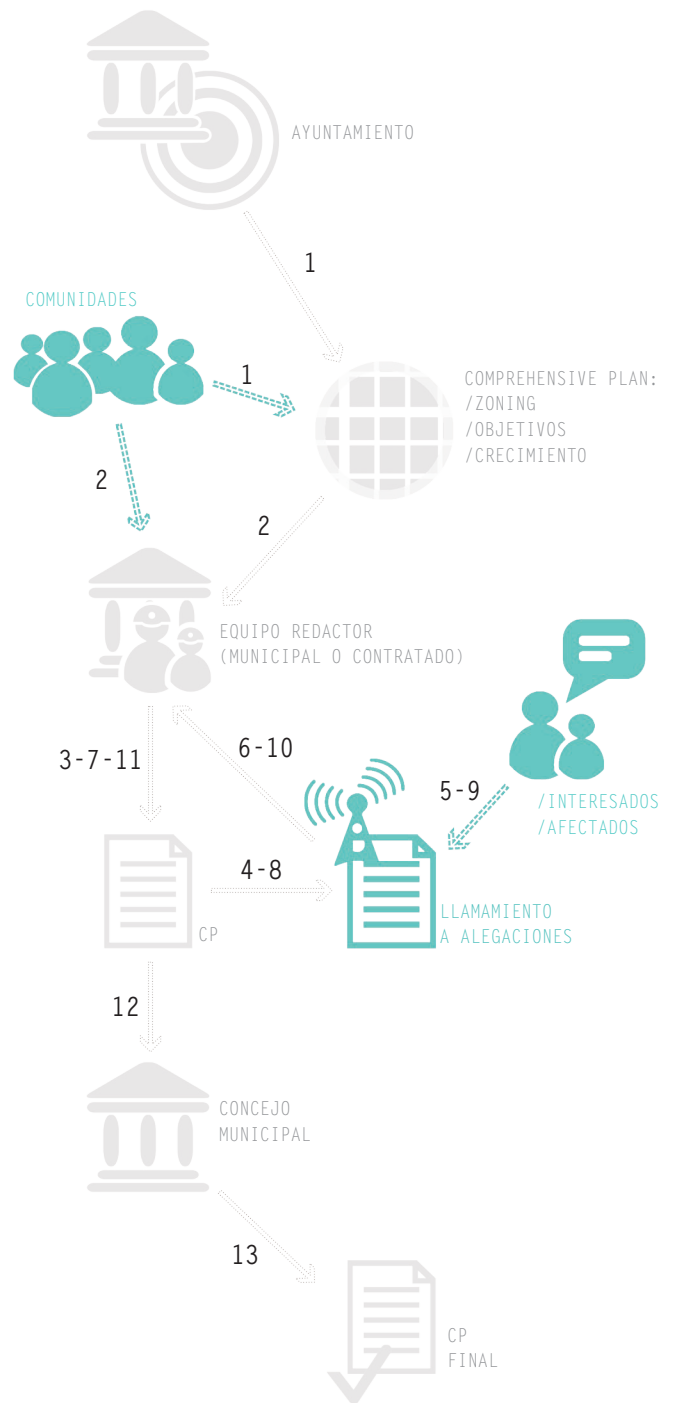 AYUNTAMIENTO
1
COMUNIDADES
1
COMPREHENSIVE PLAN:
/ZONING
/OBJETIVOS
/CRECIMIENTO
2
2
EQUIPO REDACTOR
(MUNICIPAL O CONTRATADO)
3-7-11
6-10
5-9
/INTERESADOS
/AFECTADOS
4-8
CP
LLAMAMIENTO
A ALEGACIONES
12
CONCEJO
MUNICIPAL
13
CP
FINAL